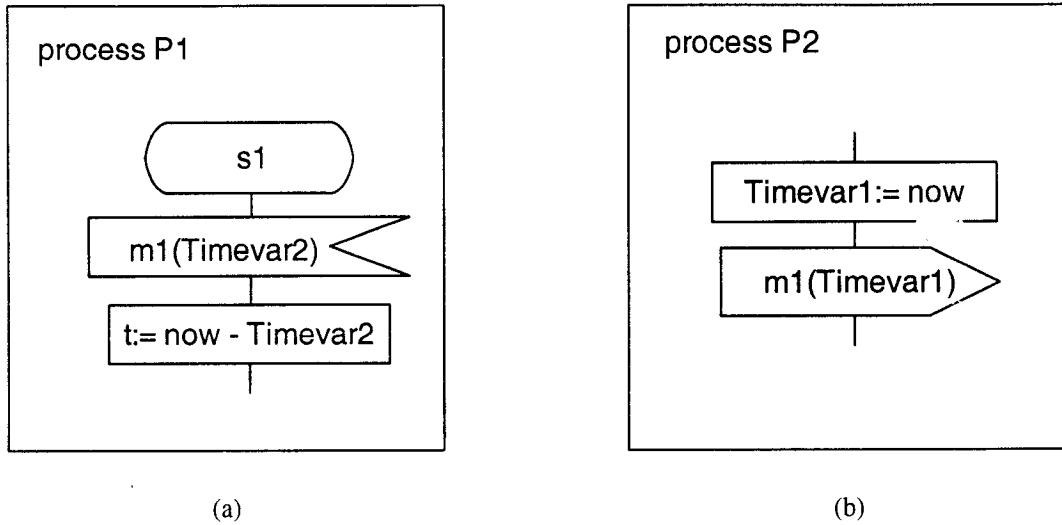 process P1
s1
m1(Timevar2)
t:= now - Timevar2
(a)
process P2
Timevar1:= now
m1(Timevar1)
(b)